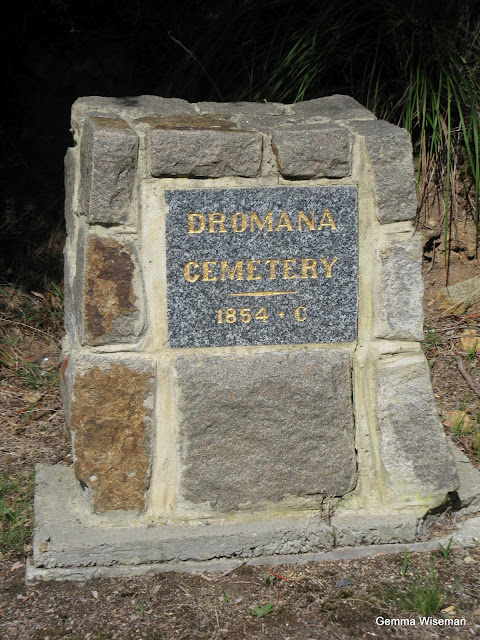 DROMANA
CEMETERY
1854 · C
Gemma Wiseman